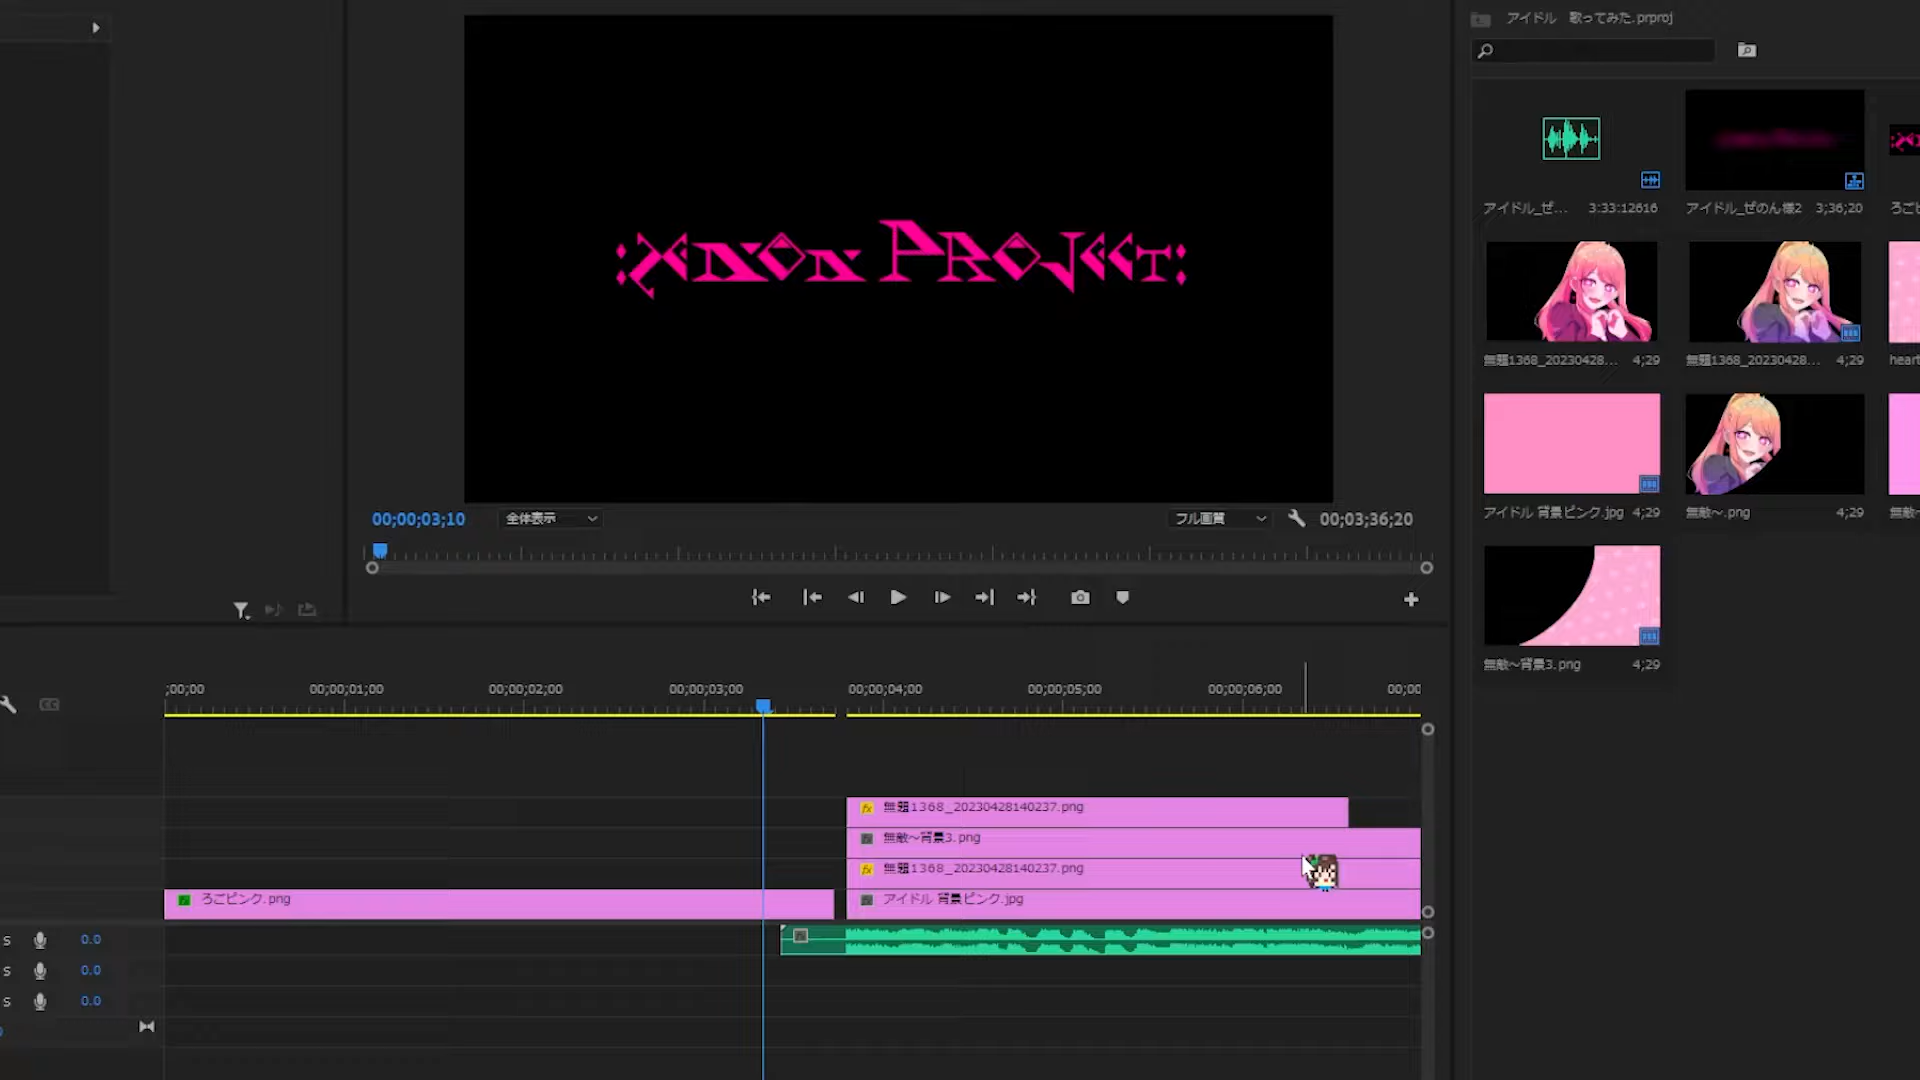 アイドル　歌ってみた.prproj
:XENON PROJECT:
アイドル_ぜ... 3:33:12616
アイドル_ぜのん様2 3;36;20
ろごピ
無題1368_20230428... 4;29
無題1368_20230428... 4;29
heart
00;00;03;10
全体表示
フル画質
00;03;36;20
アイドル 背景ピンク.jpg 4;29
無敵～.png 4;29
無敵
無敵～背景3.png 4;29
;00;00
00;00;01;00
00;00;02;00
00;00;03;00
00;00;04;00
00;00;05;00
00;00;06;00
00;00
CC
fx 無題1368_20230428140237.png
無敵～背景3.png
fx 無題1368_20230428140237.png
ろごピンク.png
アイドル 背景ピンク.jpg
S 0.0
S 0.0
S 0.0